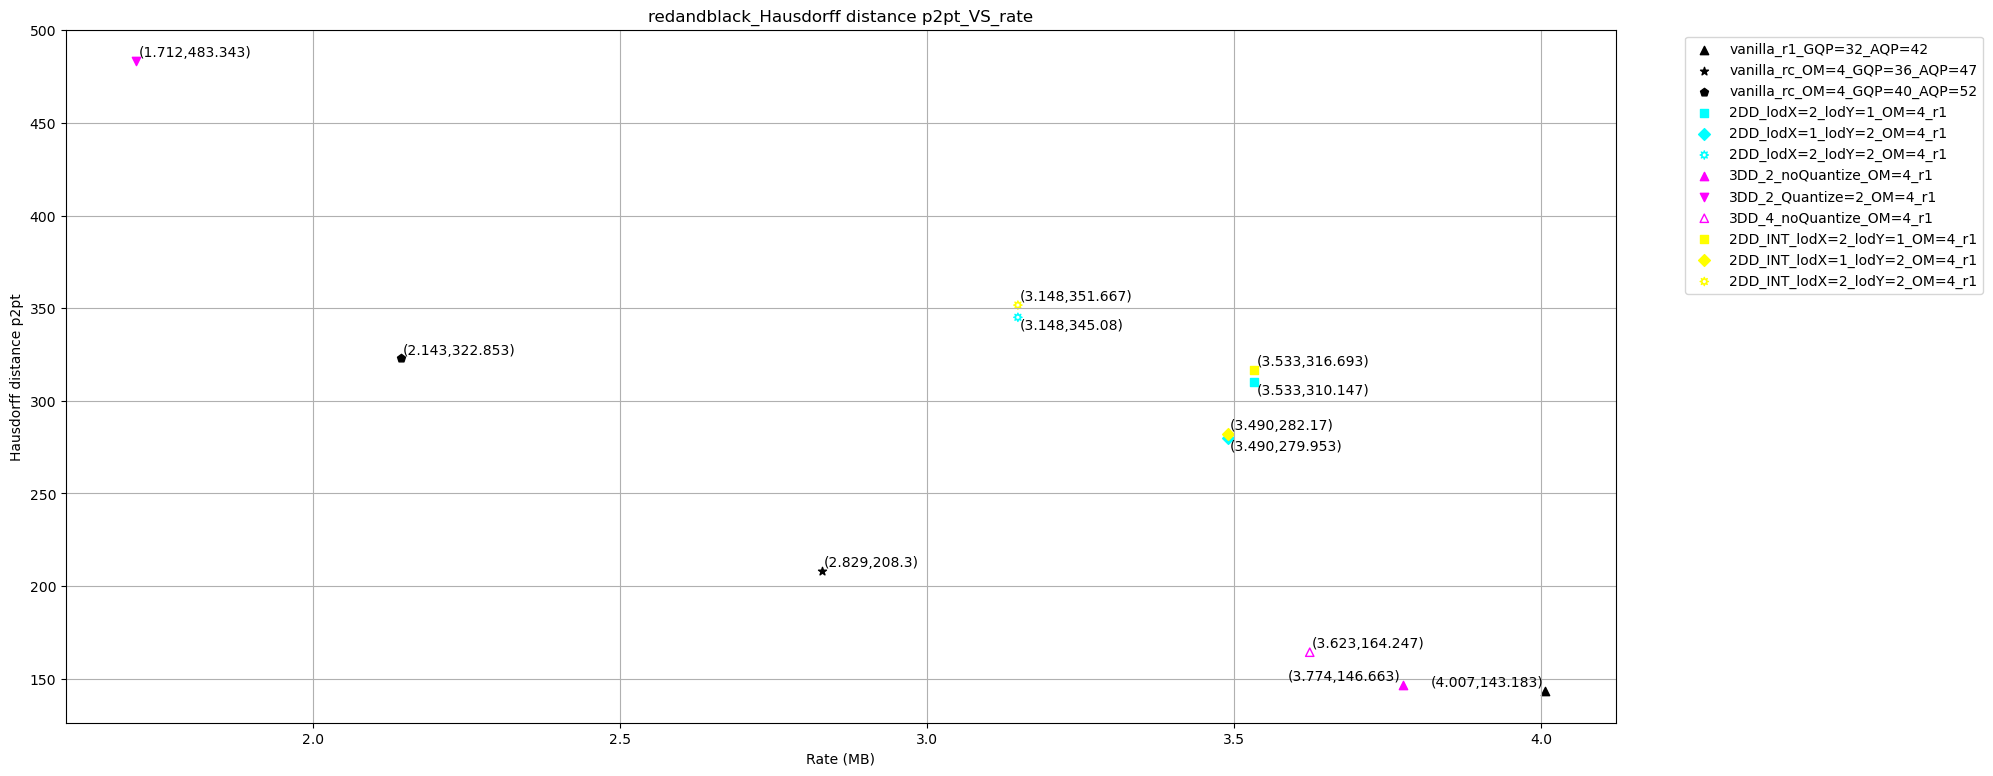 redandblack_Hausdorff distance p2pt_VS_rate
500
450
400
350
300
250
200
150
Hausdorff distance p2pt
(1.712,483.343)
(3.148,351.667)
(3.148,345.08)
(2.143,322.853)
(3.533,316.693)
(3.533,310.147)
(3.490,282.17)
(3.490,279.953)
(2.829,208.3)
(3.623,164.247)
(3.774,146.663)
(4.007,143.183)
2.0
2.5
3.0
3.5
4.0
Rate (MB)
vanilla_r1_GQP=32_AQP=42
vanilla_rc_OM=4_GQP=36_AQP=47
vanilla_rc_OM=4_GQP=40_AQP=52
2DD_lodX=2_lodY=1_OM=4_r1
2DD_lodX=1_lodY=2_OM=4_r1
2DD_lodX=2_lodY=2_OM=4_r1
3DD_2_noQuantize_OM=4_r1
3DD_2_Quantize=2_OM=4_r1
3DD_4_noQuantize_OM=4_r1
2DD_INT_lodX=2_lodY=1_OM=4_r1
2DD_INT_lodX=1_lodY=2_OM=4_r1
2DD_INT_lodX=2_lodY=2_OM=4_r1